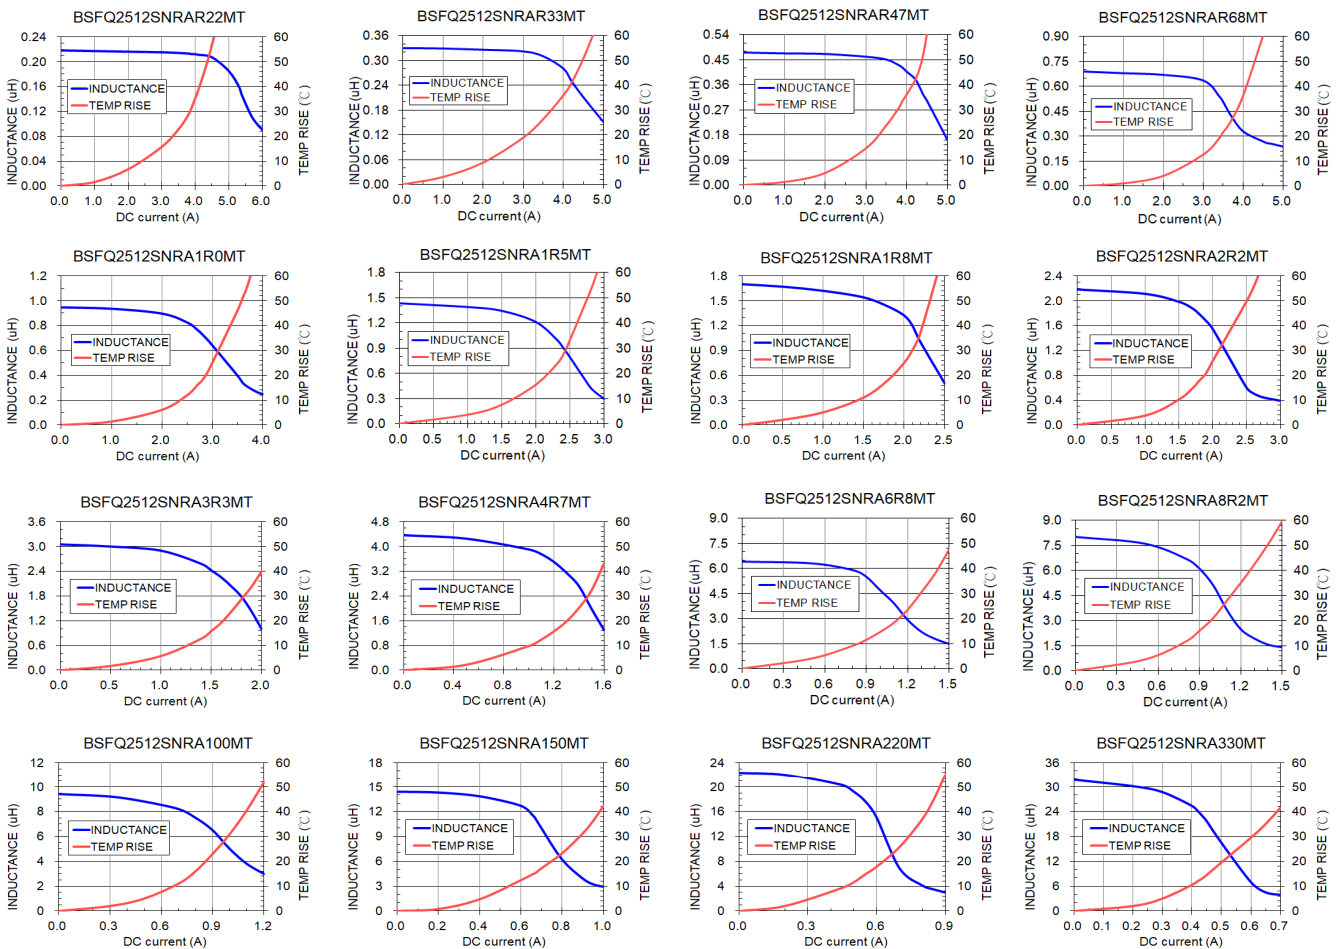 BSFQ2512SNRAR22MT
INDUCTANCE (uH)
0.24
0.20
0.16
0.12
0.08
0.04
0.00
INDUCTANCE
TEMP RISE
60
50
40
30
20
10
0
TEMP RISE (℃)
0.0 1.0 2.0 3.0 4.0 5.0 6.0
DC current (A)
BSFQ2512SNRAR33MT
INDUCTANCE (uH)
0.36
0.30
0.24
0.18
0.12
0.06
0.00
INDUCTANCE
TEMP RISE
60
50
40
30
20
10
0
TEMP RISE (℃)
0.0 1.0 2.0 3.0 4.0 5.0
DC current (A)
BSFQ2512SNRAR47MT
INDUCTANCE (uH)
0.54
0.45
0.36
0.27
0.18
0.09
0.00
INDUCTANCE
TEMP RISE
60
50
40
30
20
10
0
TEMP RISE (℃)
0.0 1.0 2.0 3.0 4.0 5.0
DC current (A)
BSFQ2512SNRAR68MT
INDUCTANCE (uH)
0.90
0.75
0.60
0.45
0.30
0.15
0.00
INDUCTANCE
TEMP RISE
60
50
40
30
20
10
0
TEMP RISE (℃)
0.0 1.0 2.0 3.0 4.0 5.0
DC current (A)
BSFQ2512SNRA1R0MT
INDUCTANCE (uH)
1.2
1.0
0.8
0.6
0.4
0.2
0.0
INDUCTANCE
TEMP RISE
60
50
40
30
20
10
0
TEMP RISE (℃)
0.0 1.0 2.0 3.0 4.0
DC current (A)
BSFQ2512SNRA1R5MT
INDUCTANCE (uH)
1.8
1.5
1.2
0.9
0.6
0.3
0.0
INDUCTANCE
TEMP RISE
60
50
40
30
20
10
0
TEMP RISE (℃)
0.0 0.5 1.0 1.5 2.0 2.5 3.0
DC current (A)
BSFQ2512SNRA1R8MT
INDUCTANCE (uH)
1.8
1.5
1.2
0.9
0.6
0.3
0.0
INDUCTANCE
TEMP RISE
60
50
40
30
20
10
0
TEMP RISE (℃)
0.0 0.5 1.0 1.5 2.0 2.5
DC current (A)
BSFQ2512SNRA2R2MT
INDUCTANCE (uH)
2.4
2.0
1.6
1.2
0.8
0.4
0.0
INDUCTANCE
TEMP RISE
60
50
40
30
20
10
0
TEMP RISE (℃)
0.0 0.5 1.0 1.5 2.0 2.5 3.0
DC current (A)
BSFQ2512SNRA3R3MT
INDUCTANCE (uH)
3.6
3.0
2.4
1.8
1.2
0.6
0.0
INDUCTANCE
TEMP RISE
60
50
40
30
20
10
0
TEMP RISE (℃)
0.0 0.5 1.0 1.5 2.0
DC current (A)
BSFQ2512SNRA4R7MT
INDUCTANCE (uH)
4.8
4.0
3.2
2.4
1.6
0.8
0.0
INDUCTANCE
TEMP RISE
60
50
40
30
20
10
0
TEMP RISE (℃)
0.0 0.4 0.8 1.2 1.6
DC current (A)
BSFQ2512SNRA6R8MT
INDUCTANCE (uH)
9.0
7.5
6.0
4.5
3.0
1.5
0.0
INDUCTANCE
TEMP RISE
60
50
40
30
20
10
0
TEMP RISE (℃)
0.0 0.3 0.6 0.9 1.2 1.5
DC current (A)
BSFQ2512SNRA8R2MT
INDUCTANCE (uH)
9.0
7.5
6.0
4.5
3.0
1.5
0.0
INDUCTANCE
TEMP RISE
60
50
40
30
20
10
0
TEMP RISE (℃)
0.0 0.3 0.6 0.9 1.2 1.5
DC current (A)
BSFQ2512SNRA100MT
INDUCTANCE (uH)
12
10
8
6
4
2
0
INDUCTANCE
TEMP RISE
60
50
40
30
20
10
0
TEMP RISE (℃)
0.0 0.3 0.6 0.9 1.2
DC current (A)
BSFQ2512SNRA150MT
INDUCTANCE (uH)
18
15
12
9
6
3
0
INDUCTANCE
TEMP RISE
60
50
40
30
20
10
0
TEMP RISE (℃)
0.0 0.2 0.4 0.6 0.8 1.0
DC current (A)
BSFQ2512SNRA220MT
INDUCTANCE (uH)
24
20
16
12
8
4
0
INDUCTANCE
TEMP RISE
60
50
40
30
20
10
0
TEMP RISE (℃)
0.0 0.3 0.6 0.9
DC current (A)
BSFQ2512SNRA330MT
INDUCTANCE (uH)
36
30
24
18
12
6
0
INDUCTANCE
TEMP RISE
60
50
40
30
20
10
0
TEMP RISE (℃)
0.0 0.1 0.2 0.3 0.4 0.5 0.6 0.7
DC current (A)